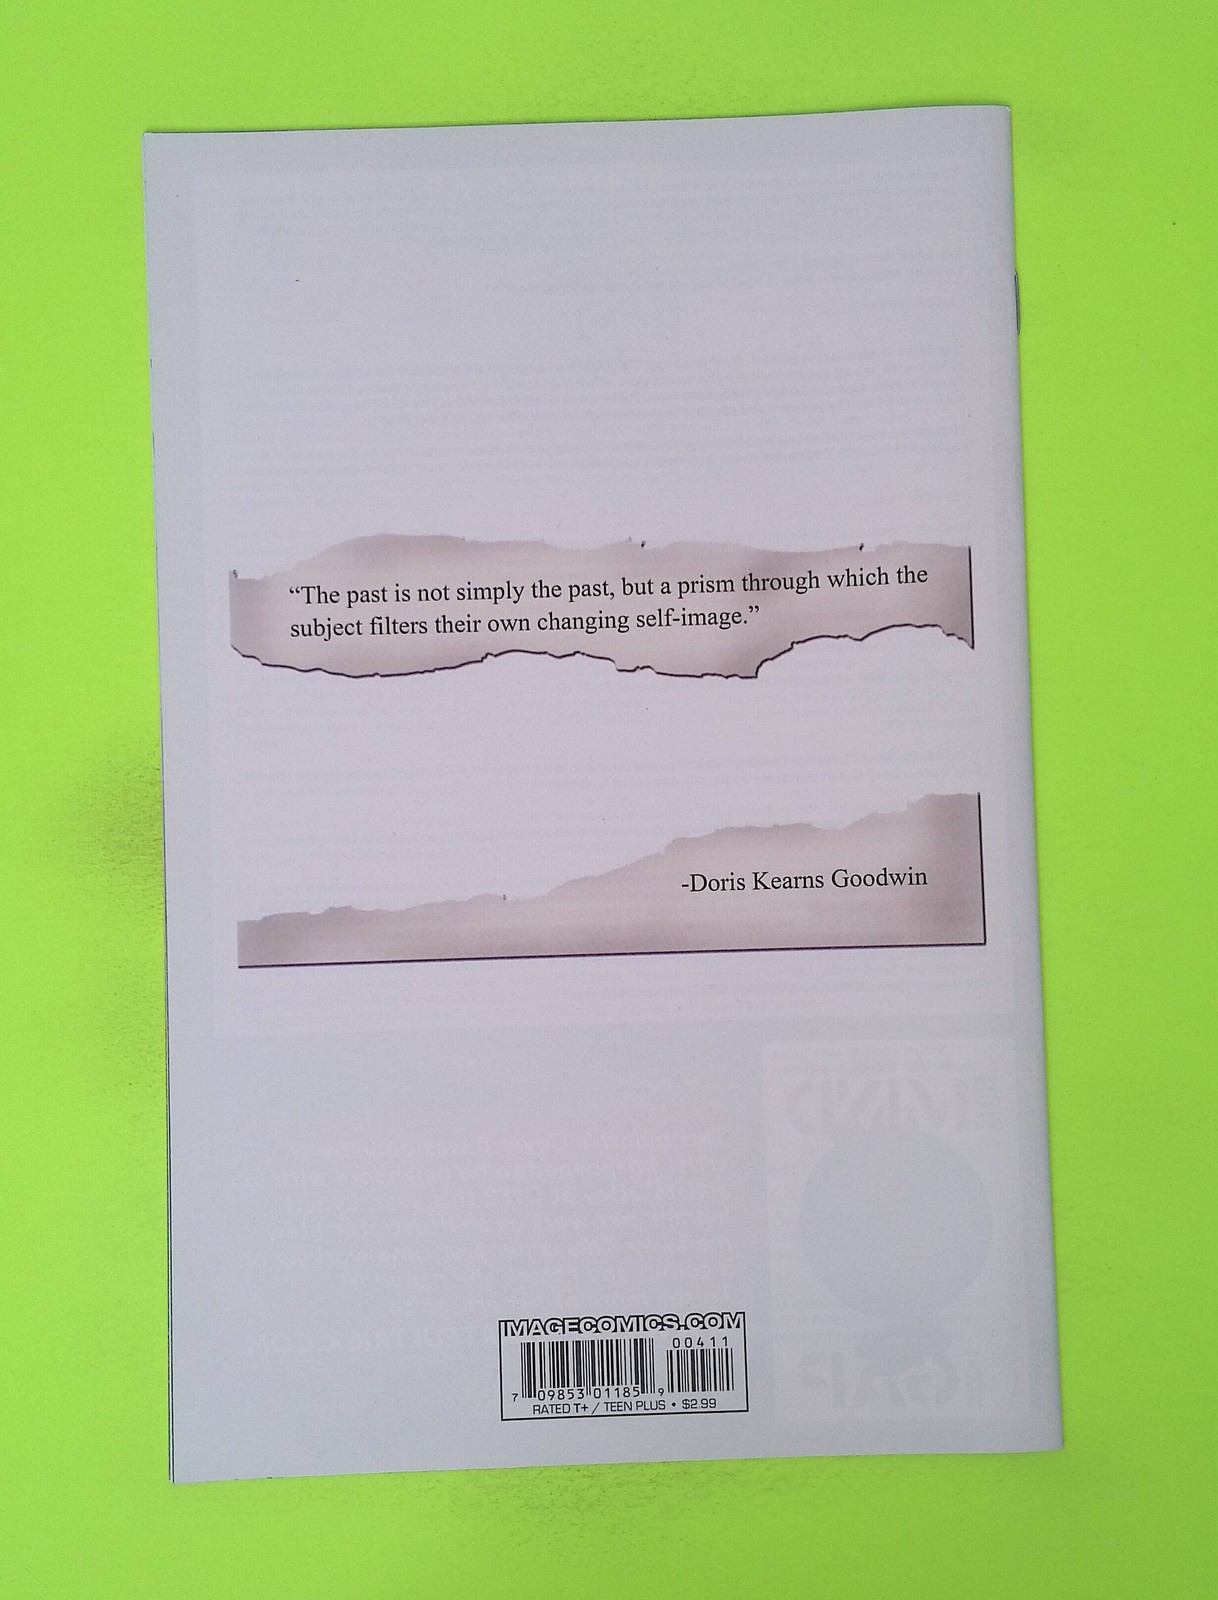 “The past is not simply the past, but a prism through which the
subject filters their own changing self-image.”
-Doris Kearns Goodwin
IMAGECOMICS.COM
00411
7 09853 01185 9
RATED T+ / TEEN PLUS • $2.99